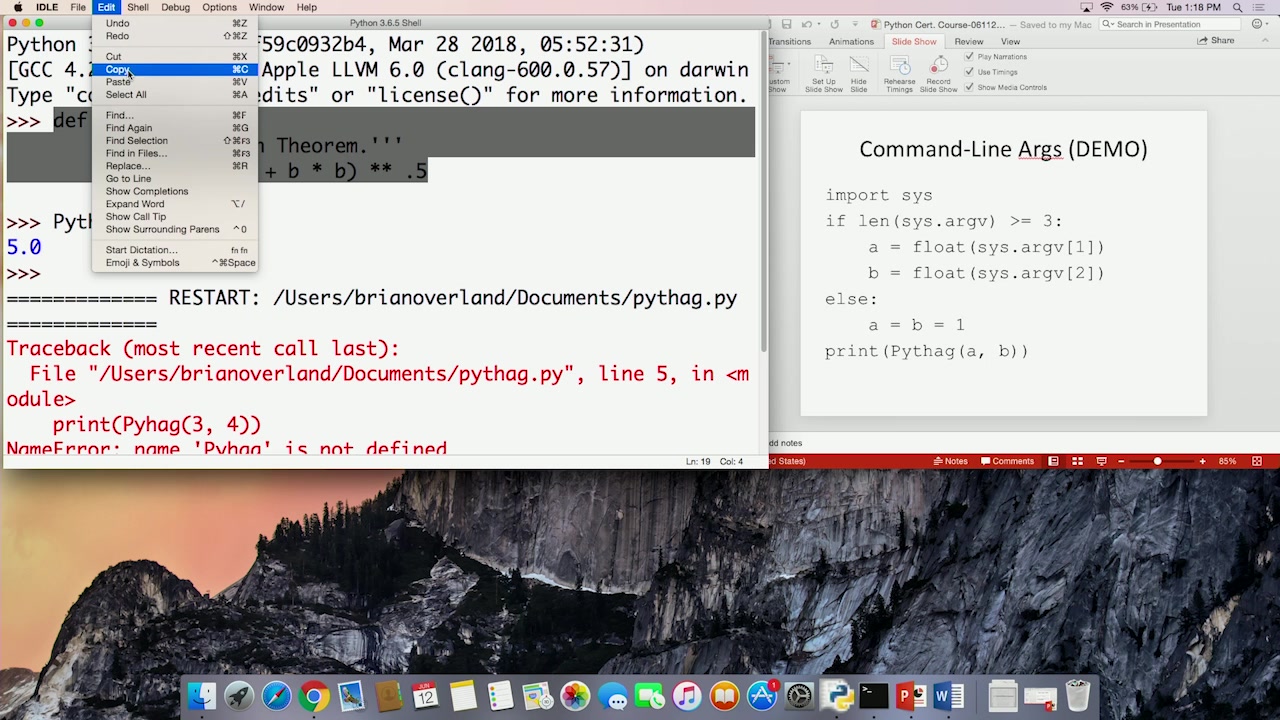 IDLE File Edit Shell Debug Options Window Help
63% Tue 1:18 PM
Python 3.6.5 Shell
Python 3 f59c0932b4, Mar 28 2018, 05:52:31)
[GCC 4.2 Apple LLVM 6.0 (clang-600.0.57)] on darwin
Type "co edits" or "license()" for more information.
>>> def
n Theorem.'''
+ b * b) ** .5
>>> Pyth
5.0
>>>
============= RESTART: /Users/brianoverland/Documents/pythag.py
=============
Traceback (most recent call last):
File "/Users/brianoverland/Documents/pythag.py", line 5, in <m
odule>
print(Pyhag(3, 4))
NameError: name 'Pyhag' is not defined
Ln: 19 Col: 4
Undo ⌘Z
Redo ⇧⌘Z
Cut ⌘X
Copy ⌘C
Paste ⌘V
Select All ⌘A
Find... ⌘F
Find Again ⌘G
Find Selection ⇧⌘F3
Find in Files... ⌘F3
Replace... ⌘R
Go to Line
Show Completions
Expand Word ⌥/
Show Call Tip
Show Surrounding Parens ^0
Start Dictation... fn fn
Emoji & Symbols ^⌘Space
Python Cert. Course-06112... — Saved to my Mac
Search in Presentation
Transitions Animations Slide Show Review View Share
ustom Show
Set Up Slide Show
Hide Slide
Rehearse Timings
Record Slide Show
Play Narrations
Use Timings
Show Media Controls
Command-Line Args (DEMO)
import sys
if len(sys.argv) >= 3:
a = float(sys.argv[1])
b = float(sys.argv[2])
else:
a = b = 1
print(Pythag(a, b))
dd notes
d States)
Notes Comments 85%
JUN
12
1